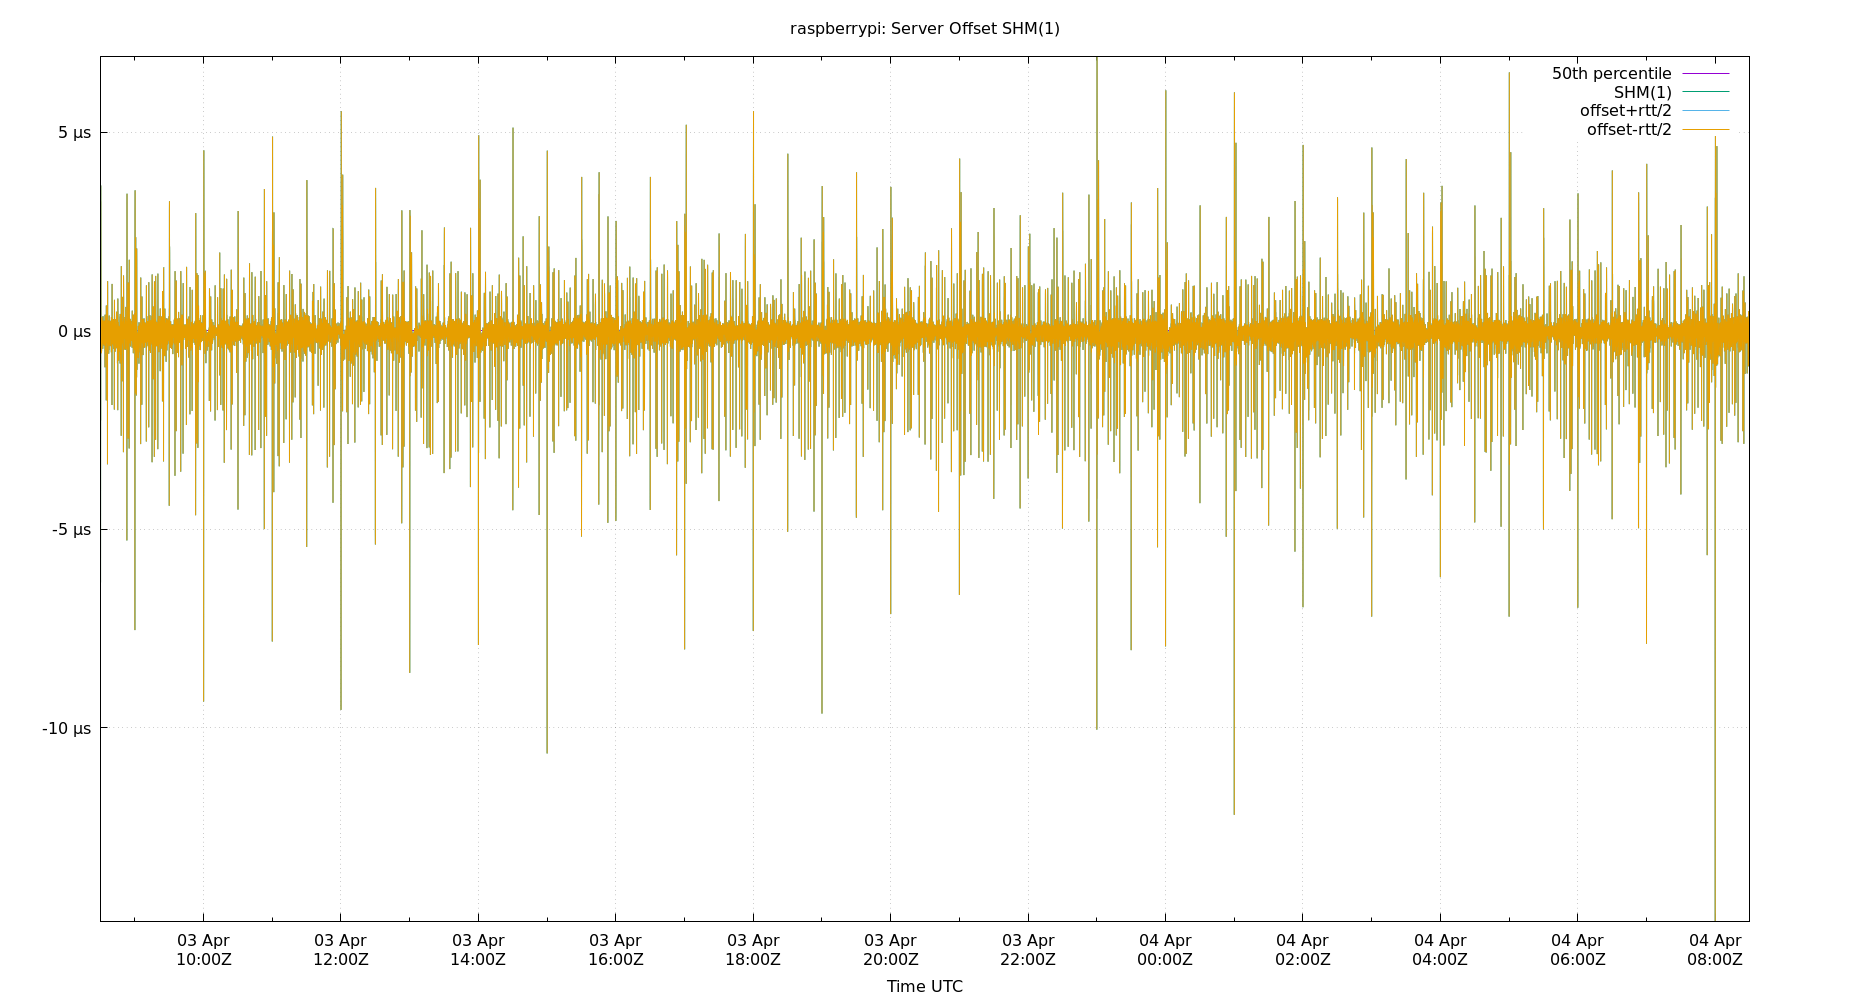 raspberrypi: Server Offset SHM(1)
50th percentile
SHM(1)
offset+rtt/2
offset-rtt/2
5 µs
0 µs
-5 µs
-10 µs
03 Apr 03 Apr 03 Apr 03 Apr 03 Apr 03 Apr 03 Apr 04 Apr 04 Apr 04 Apr 04 Apr 04 Apr
10:00Z 12:00Z 14:00Z 16:00Z 18:00Z 20:00Z 22:00Z 00:00Z 02:00Z 04:00Z 06:00Z 08:00Z
Time UTC